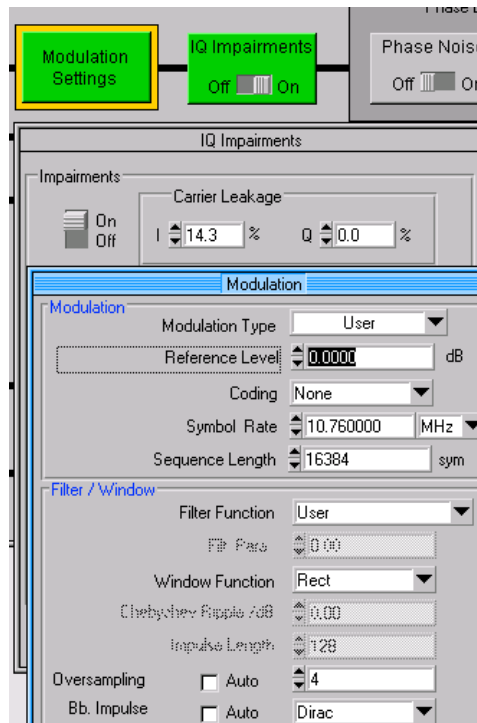 Modulation
Settings
IQ Impairments
Off On
Phase Nois
Off On
IQ Impairments
Impairments
Carrier Leakage
On
Off
I 14.3 % Q 0.0 %
Modulation
Modulation
Modulation Type User
Reference Level 0.0000 dB
Coding None
Symbol Rate 10.760000 MHz
Sequence Length 16384 sym
Filter / Window
Filter Function User
Filt Para 0.00
Window Function Rect
Chebychev Ripple /dB 0.00
Impulse Length 128
Oversampling Auto 4
Bb. Impulse Auto Dirac